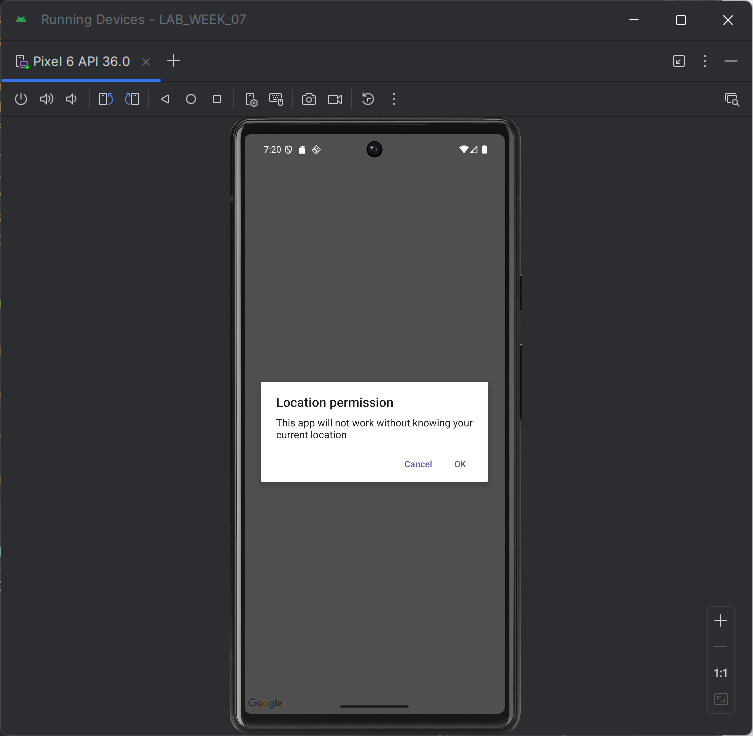 Running Devices - LAB_WEEK_07
Pixel 6 API 36.0
7:20
Location permission
This app will not work without knowing your
current location
Cancel OK
Google
1:1